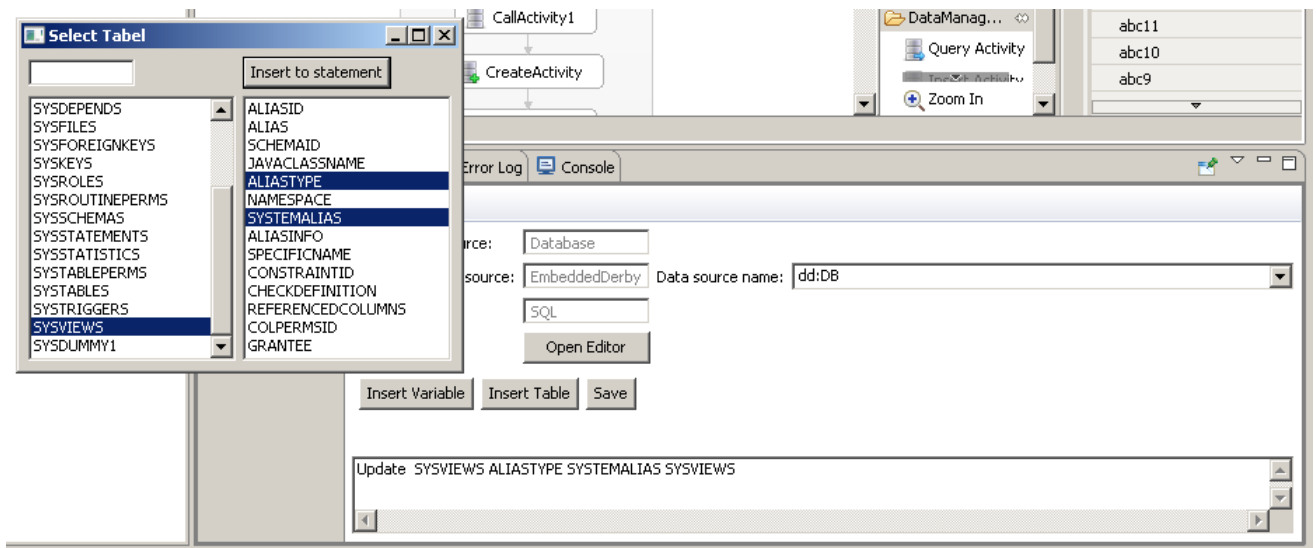 Select Tabel
Insert to statement
SYSDEPENDS
SYSFILES
SYSFOREIGNKEYS
SYSKEYS
SYSROLES
SYSROUTINEPERMS
SYSSCHEMAS
SYSSTATEMENTS
SYSSTATISTICS
SYSTABLEPERMS
SYSTABLES
SYSTRIGGERS
SYSVIEWS
SYSDUMMY1
ALIASID
ALIAS
SCHEMAID
JAVACLASSNAME
ALIASTYPE
NAMESPACE
SYSTEMALIAS
ALIASINFO
SPECIFICNAME
CONSTRAINTID
CHECKDEFINITION
REFERENCEDCOLUMNS
COLPERMSID
GRANTEE
CallActivity1
CreateActivity
DataManag...
Query Activity
Insert Activity
Zoom In
abc11
abc10
abc9
Error Log
Console
Database
source:
EmbeddedDerby
Data source name:
dd:DB
SQL
Open Editor
Insert Variable
Insert Table
Save
Update SYSVIEWS ALIASTYPE SYSTEMALIAS SYSVIEWS